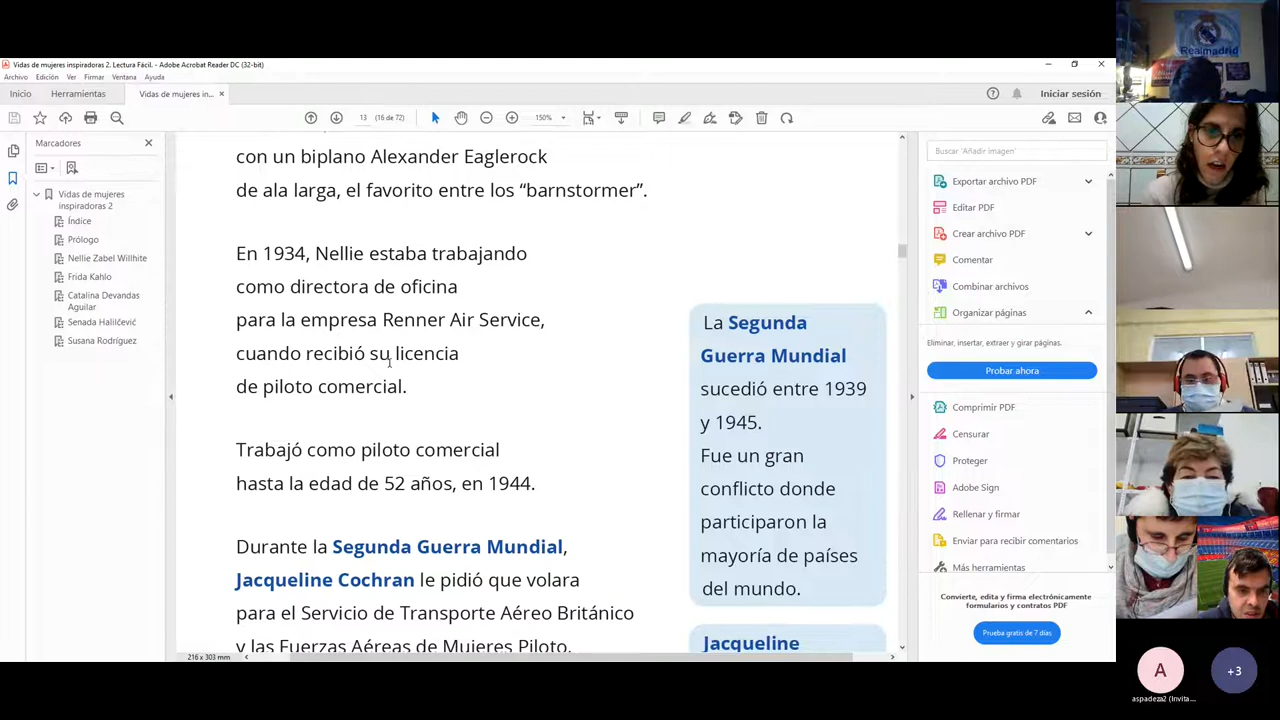 Vidas de mujeres inspiradoras 2. Lectura Fácil. - Adobe Acrobat Reader DC (32-bit)
Archivo Edición Ver Firmar Ventana Ayuda
Inicio Herramientas Vidas de mujeres in... Iniciar sesión
13 (16 de 72) 150%
Marcadores
Vidas de mujeres
inspiradoras 2
Índice
Prólogo
Nellie Zabel Willhite
Frida Kahlo
Catalina Devandas
Aguilar
Senada Halilčević
Susana Rodríguez
con un biplano Alexander Eaglerock
de ala larga, el favorito entre los “barnstormer”.
En 1934, Nellie estaba trabajando
como directora de oficina
para la empresa Renner Air Service,
cuando recibió su licencia
de piloto comercial.
Trabajó como piloto comercial
hasta la edad de 52 años, en 1944.
Durante la Segunda Guerra Mundial,
Jacqueline Cochran le pidió que volara
para el Servicio de Transporte Aéreo Británico
y las Fuerzas Aéreas de Mujeres Piloto.
La Segunda
Guerra Mundial
sucedió entre 1939
y 1945.
Fue un gran
conflicto donde
participaron la
mayoría de países
del mundo.
Jacqueline
216 x 303 mm
Buscar 'Añadir imagen'
Exportar archivo PDF
Editar PDF
Crear archivo PDF
Comentar
Combinar archivos
Organizar páginas
Eliminar, insertar, extraer y girar páginas.
Probar ahora
Comprimir PDF
Censurar
Proteger
Adobe Sign
Rellenar y firmar
Enviar para recibir comentarios
Más herramientas
Convierte, edita y firma electrónicamente
formularios y contratos PDF
Prueba gratis de 7 días
Realmadrid
A
+3
aspadeza2 (Invita...